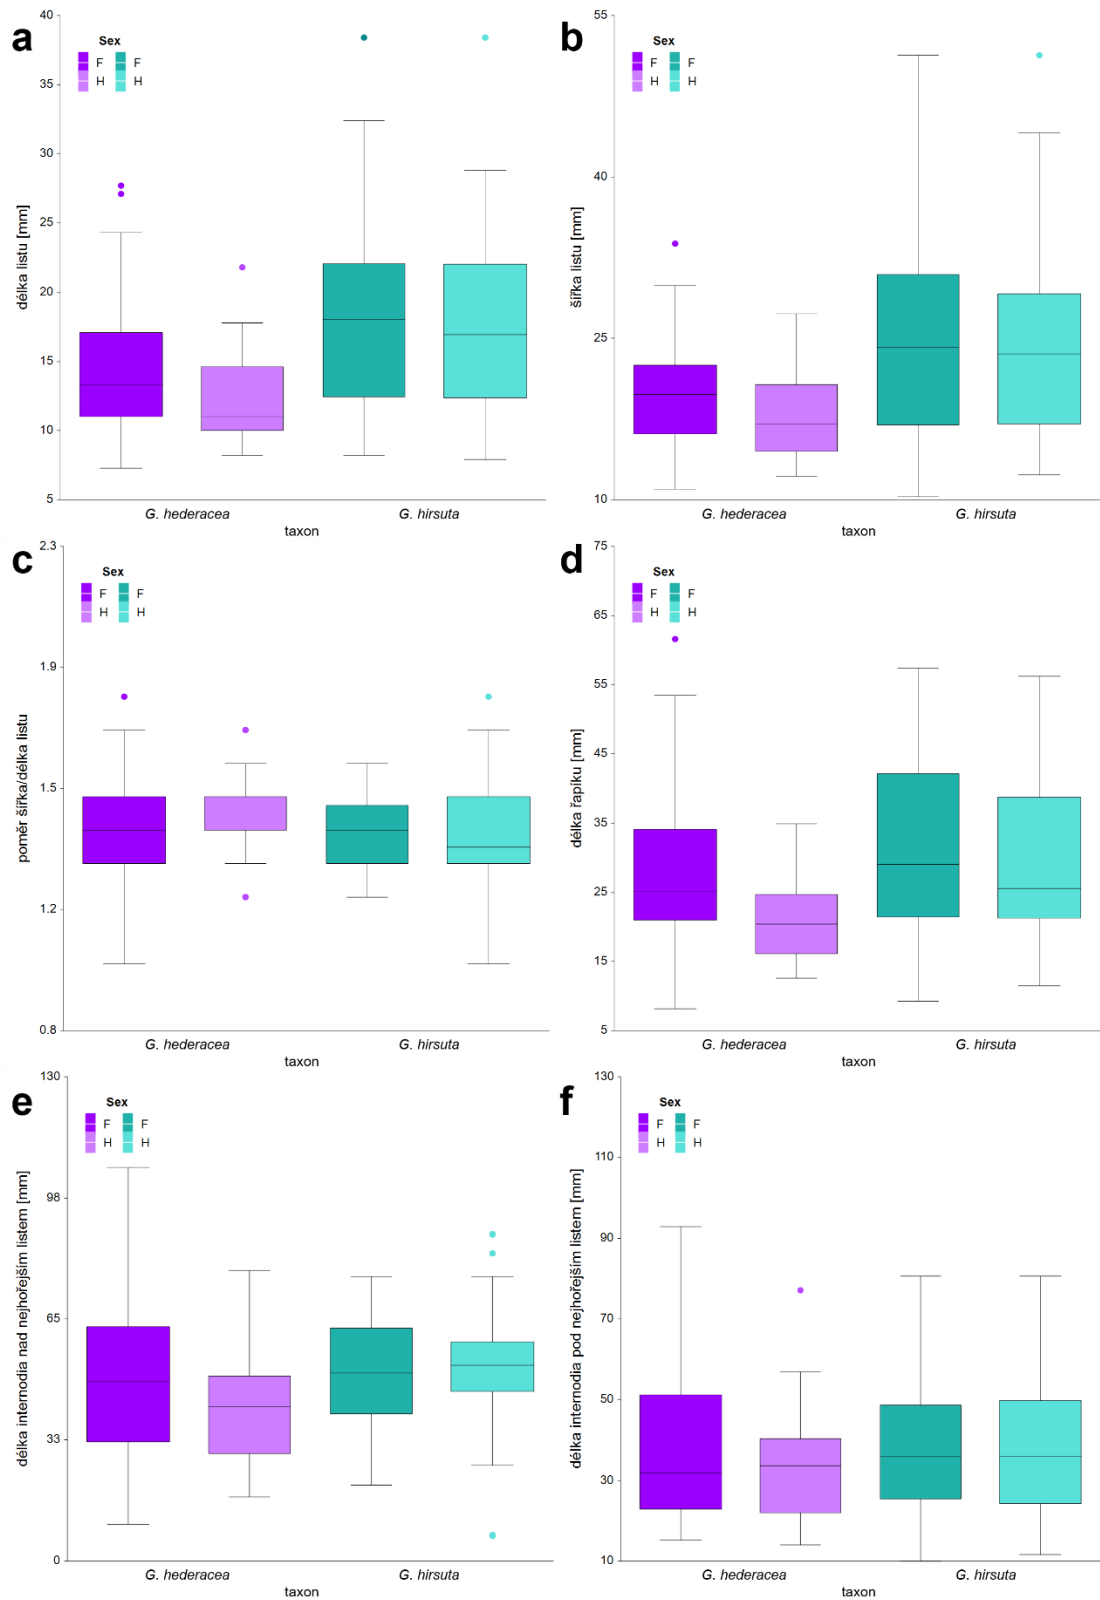 a
Sex
F F
H H
40
35
30
25
20
15
10
5
délka listu [mm]
G. hederacea G. hirsuta
taxon
b
Sex
F F
H H
55
40
25
10
šířka listu [mm]
G. hederacea G. hirsuta
taxon
c
Sex
F F
H H
2.3
1.9
1.5
1.2
0.8
poměr šířka/délka listu
G. hederacea G. hirsuta
taxon
d
Sex
F F
H H
75
65
55
45
35
25
15
5
délka řapíku [mm]
G. hederacea G. hirsuta
taxon
e
Sex
F F
H H
130
98
65
33
0
délka internodia nad nejhořejším listem [mm]
G. hederacea G. hirsuta
taxon
f
Sex
F F
H H
130
110
90
70
50
30
10
délka internodia pod nejhořejším listem [mm]
G. hederacea G. hirsuta
taxon